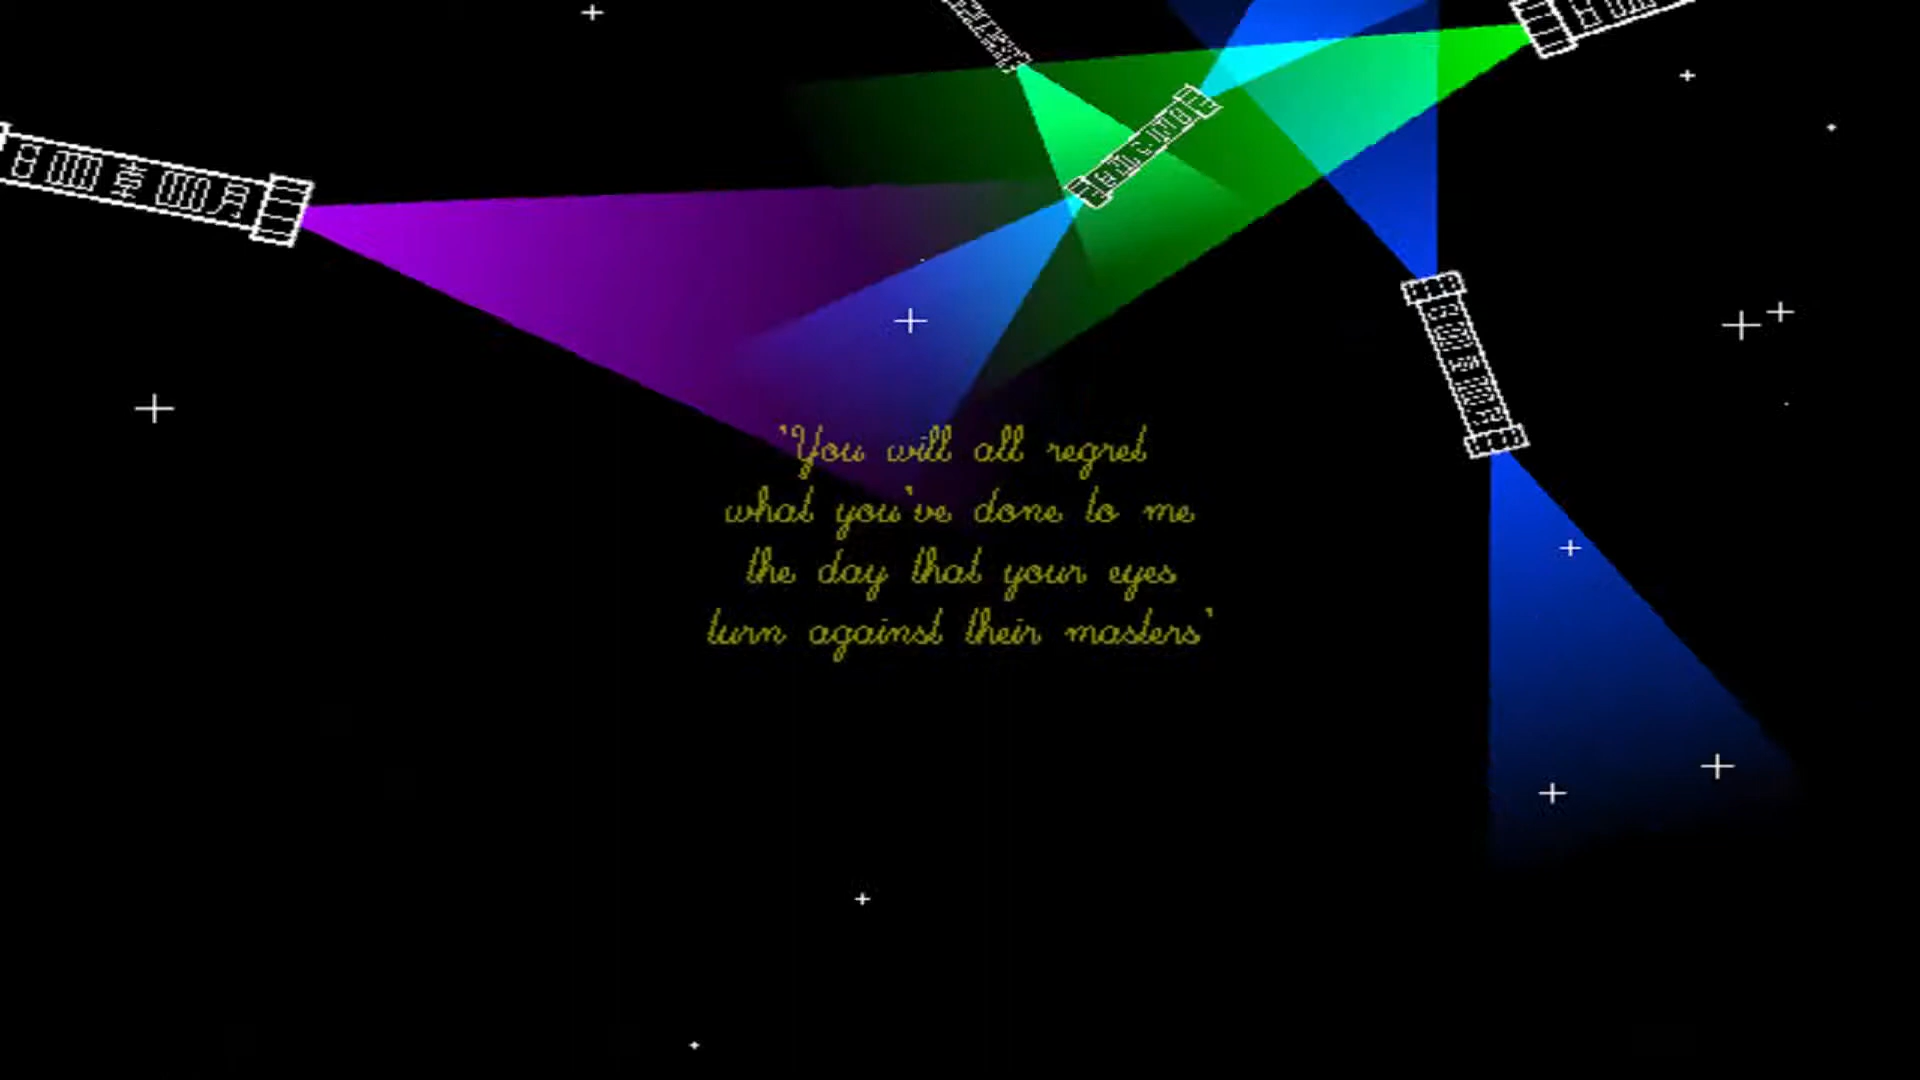 'You will all regret
what you've done to me
the day that your eyes
turn against their masters'